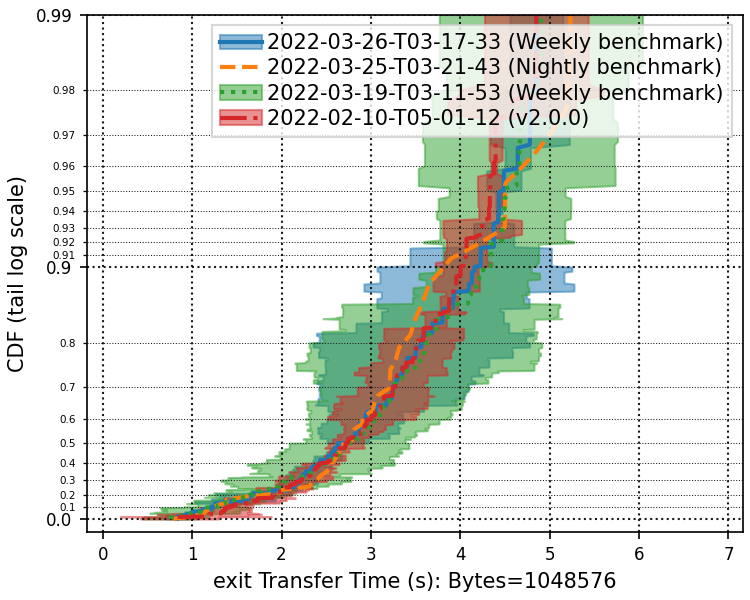 0.99
2022-03-26-T03-17-33 (Weekly benchmark)
2022-03-25-T03-21-43 (Nightly benchmark)
2022-03-19-T03-11-53 (Weekly benchmark)
2022-02-10-T05-01-12 (v2.0.0)
0.98
0.97
0.96
0.95
0.94
0.93
0.92
0.91
0.9
0.8
0.7
0.6
0.5
0.4
0.3
0.2
0.1
0.0
CDF (tail log scale)
0 1 2 3 4 5 6 7
exit Transfer Time (s): Bytes=1048576